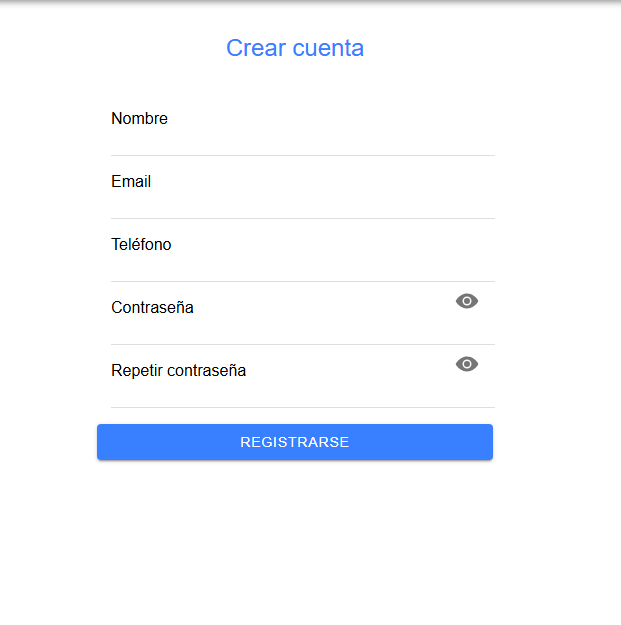 Crear cuenta
Nombre
Email
Teléfono
Contraseña
Repetir contraseña
REGISTRARSE